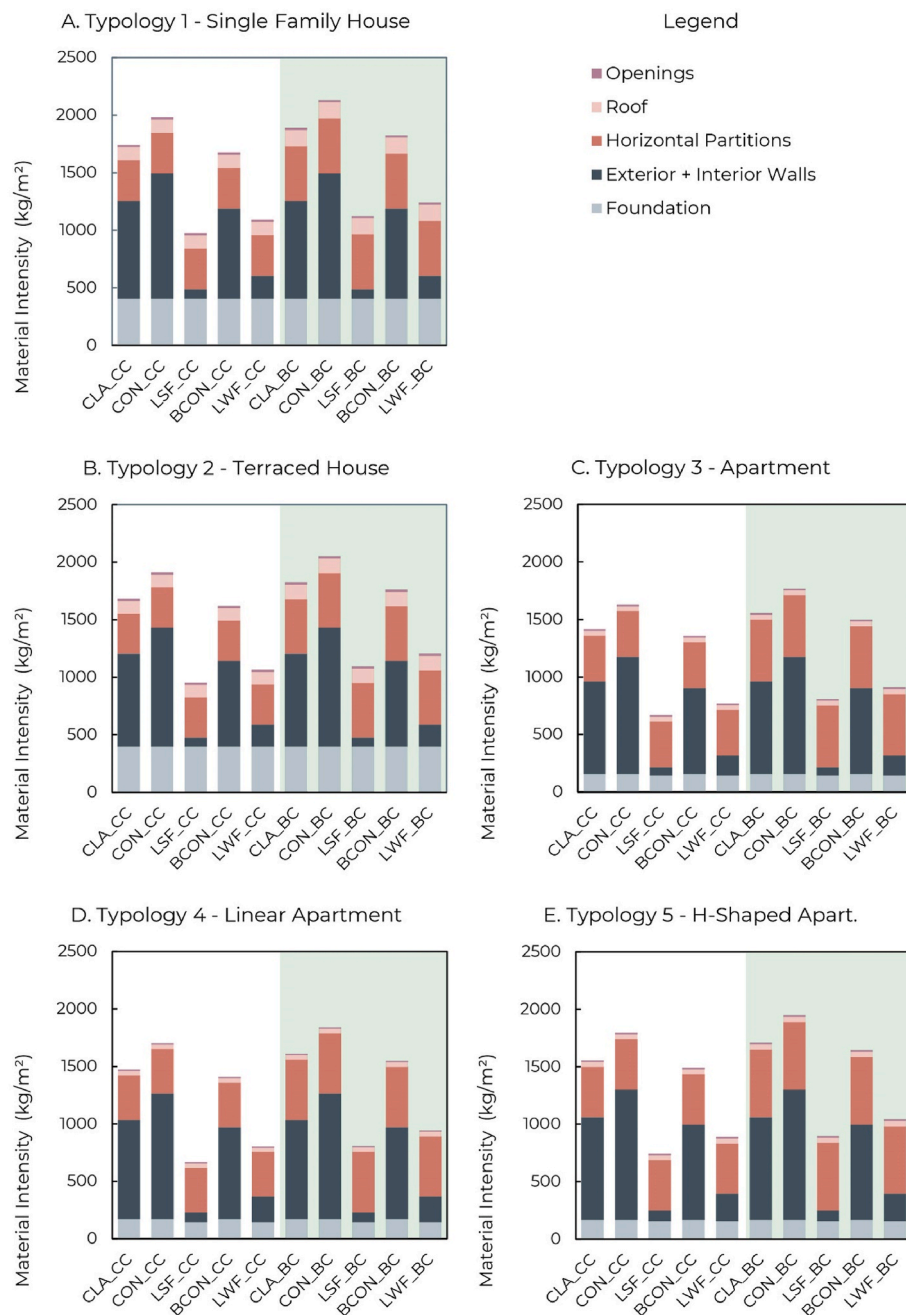 A. Typology 1 - Single Family House
Legend
Openings
Roof
Horizontal Partitions
Exterior + Interior Walls
Foundation
Material Intensity (kg/m²)
2500
2000
1500
1000
500
0
CLA_CC
CON_CC
LSF_CC
BCON_CC
LWF_CC
CLA_BC
CON_BC
LSF_BC
BCON_BC
LWF_BC
B. Typology 2 - Terraced House
Material Intensity (kg/m²)
2500
2000
1500
1000
500
0
CLA_CC
CON_CC
LSF_CC
BCON_CC
LWF_CC
CLA_BC
CON_BC
LSF_BC
BCON_BC
LWF_BC
C. Typology 3 - Apartment
Material Intensity (kg/m²)
2500
2000
1500
1000
500
0
CLA_CC
CON_CC
LSF_CC
BCON_CC
LWF_CC
CLA_BC
CON_BC
LSF_BC
BCON_BC
LWF_BC
D. Typology 4 - Linear Apartment
Material Intensity (kg/m²)
2500
2000
1500
1000
500
0
CLA_CC
CON_CC
LSF_CC
BCON_CC
LWF_CC
CLA_BC
CON_BC
LSF_BC
BCON_BC
LWF_BC
E. Typology 5 - H-Shaped Apart.
Material Intensity (kg/m²)
2500
2000
1500
1000
500
0
CLA_CC
CON_CC
LSF_CC
BCON_CC
LWF_CC
CLA_BC
CON_BC
LSF_BC
BCON_BC
LWF_BC